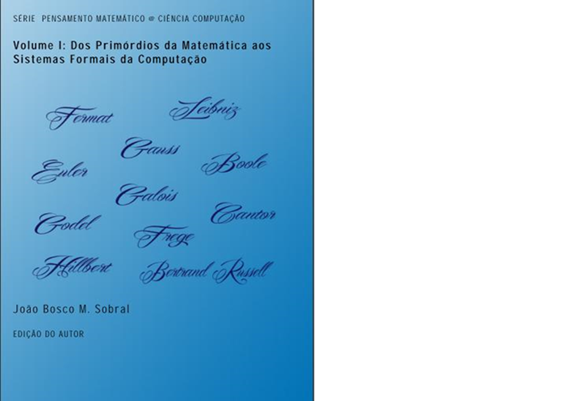 SÉRIE PENSAMENTO MATEMÁTICO @ CIÊNCIA COMPUTAÇÃO
Volume I: Dos Primórdios da Matemática aos
Sistemas Formais da Computação
Fermat Leibniz
Gauss
Euler Boole
Galois
Cantor
Godel
Frege
Hillbert Bertrand Russell
João Bosco M. Sobral
EDIÇÃO DO AUTOR